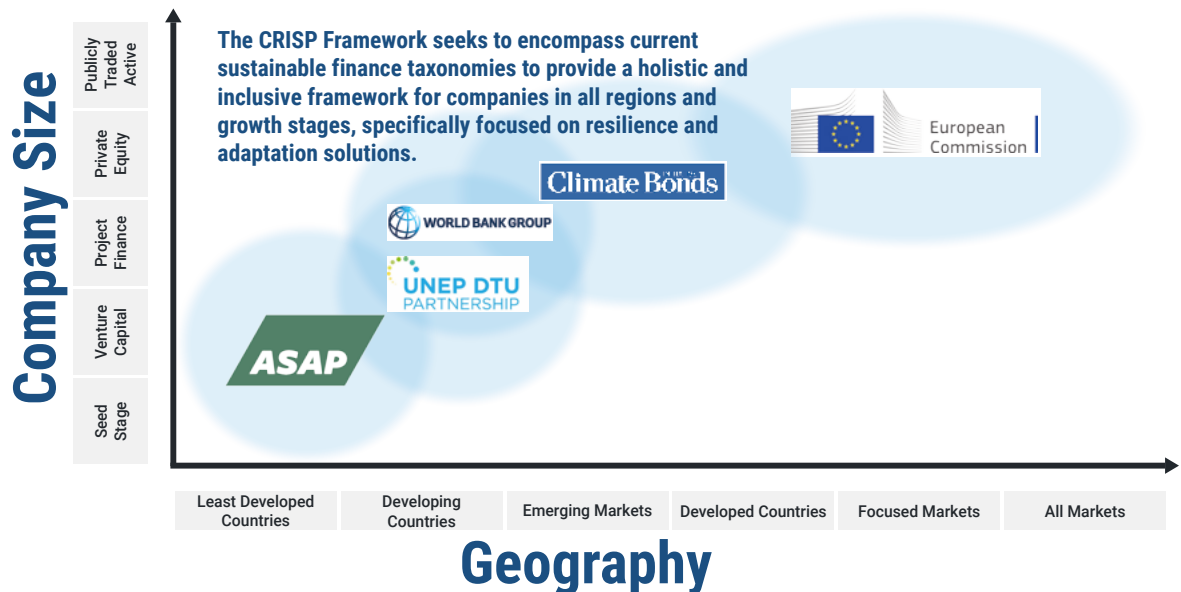 The CRISP Framework seeks to encompass current
sustainable finance taxonomies to provide a holistic and
inclusive framework for companies in all regions and
growth stages, specifically focused on resilience and
adaptation solutions.
Company Size
Publicly
Traded
Active
Private
Equity
Project
Finance
Venture
Capital
Seed
Stage
European
Commission
Climate Bonds
WORLD BANK GROUP
UNEP DTU
PARTNERSHIP
ASAP
Least Developed
Countries
Developing
Countries
Emerging Markets
Developed Countries
Focused Markets
All Markets
Geography